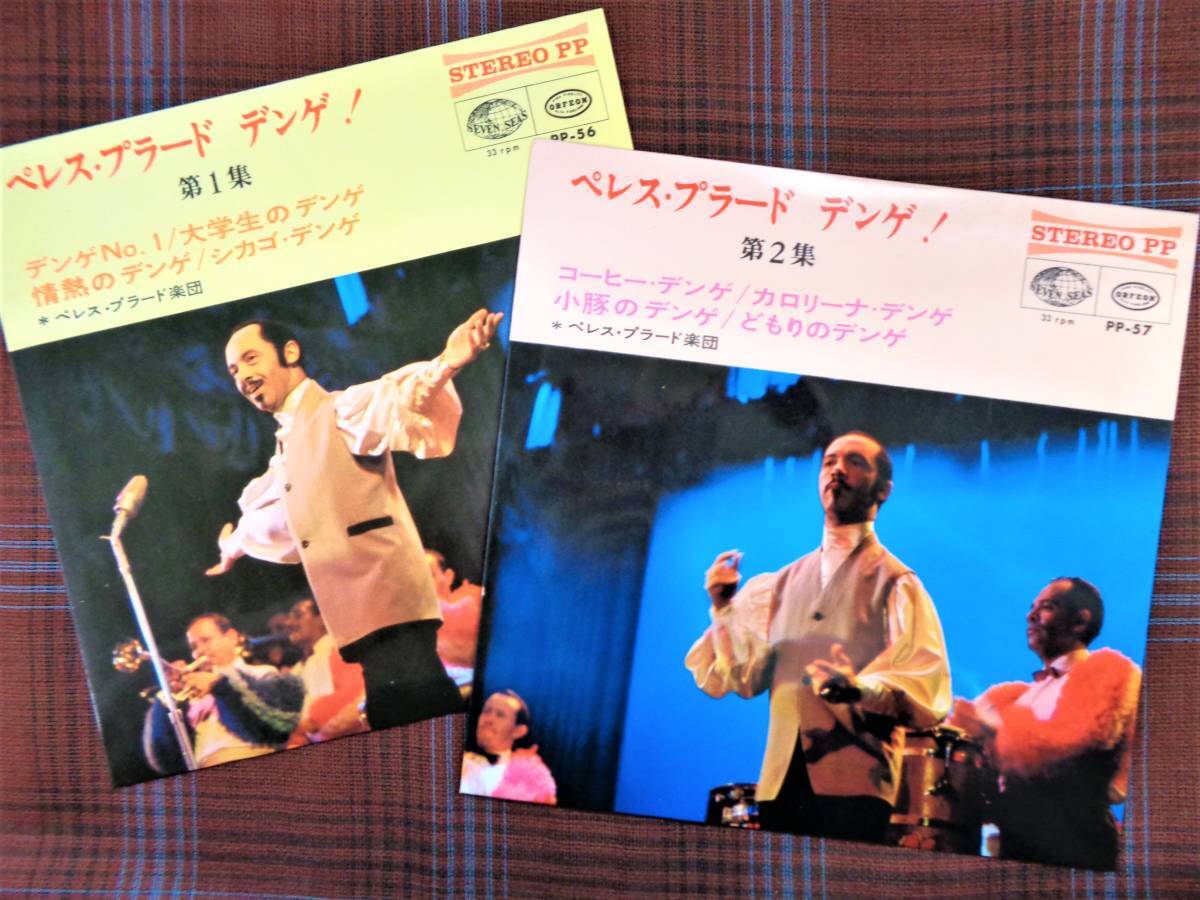 STEREO PP
SEVEN SEAS
ORFEON
33 rpm
PP-56
ペレス・プラード デンゲ!
第1集
デンゲNo.1/大学生のデンゲ
情熱のデンゲ/シカゴ・デンゲ
*ペレス・プラード楽団
STEREO PP
SEVEN SEAS
ORFEON
33 rpm
PP-57
ペレス・プラード デンゲ!
第2集
コーヒー・デンゲ/カロリーナ・デンゲ
小豚のデンゲ/どもりのデンゲ
*ペレス・プラード楽団